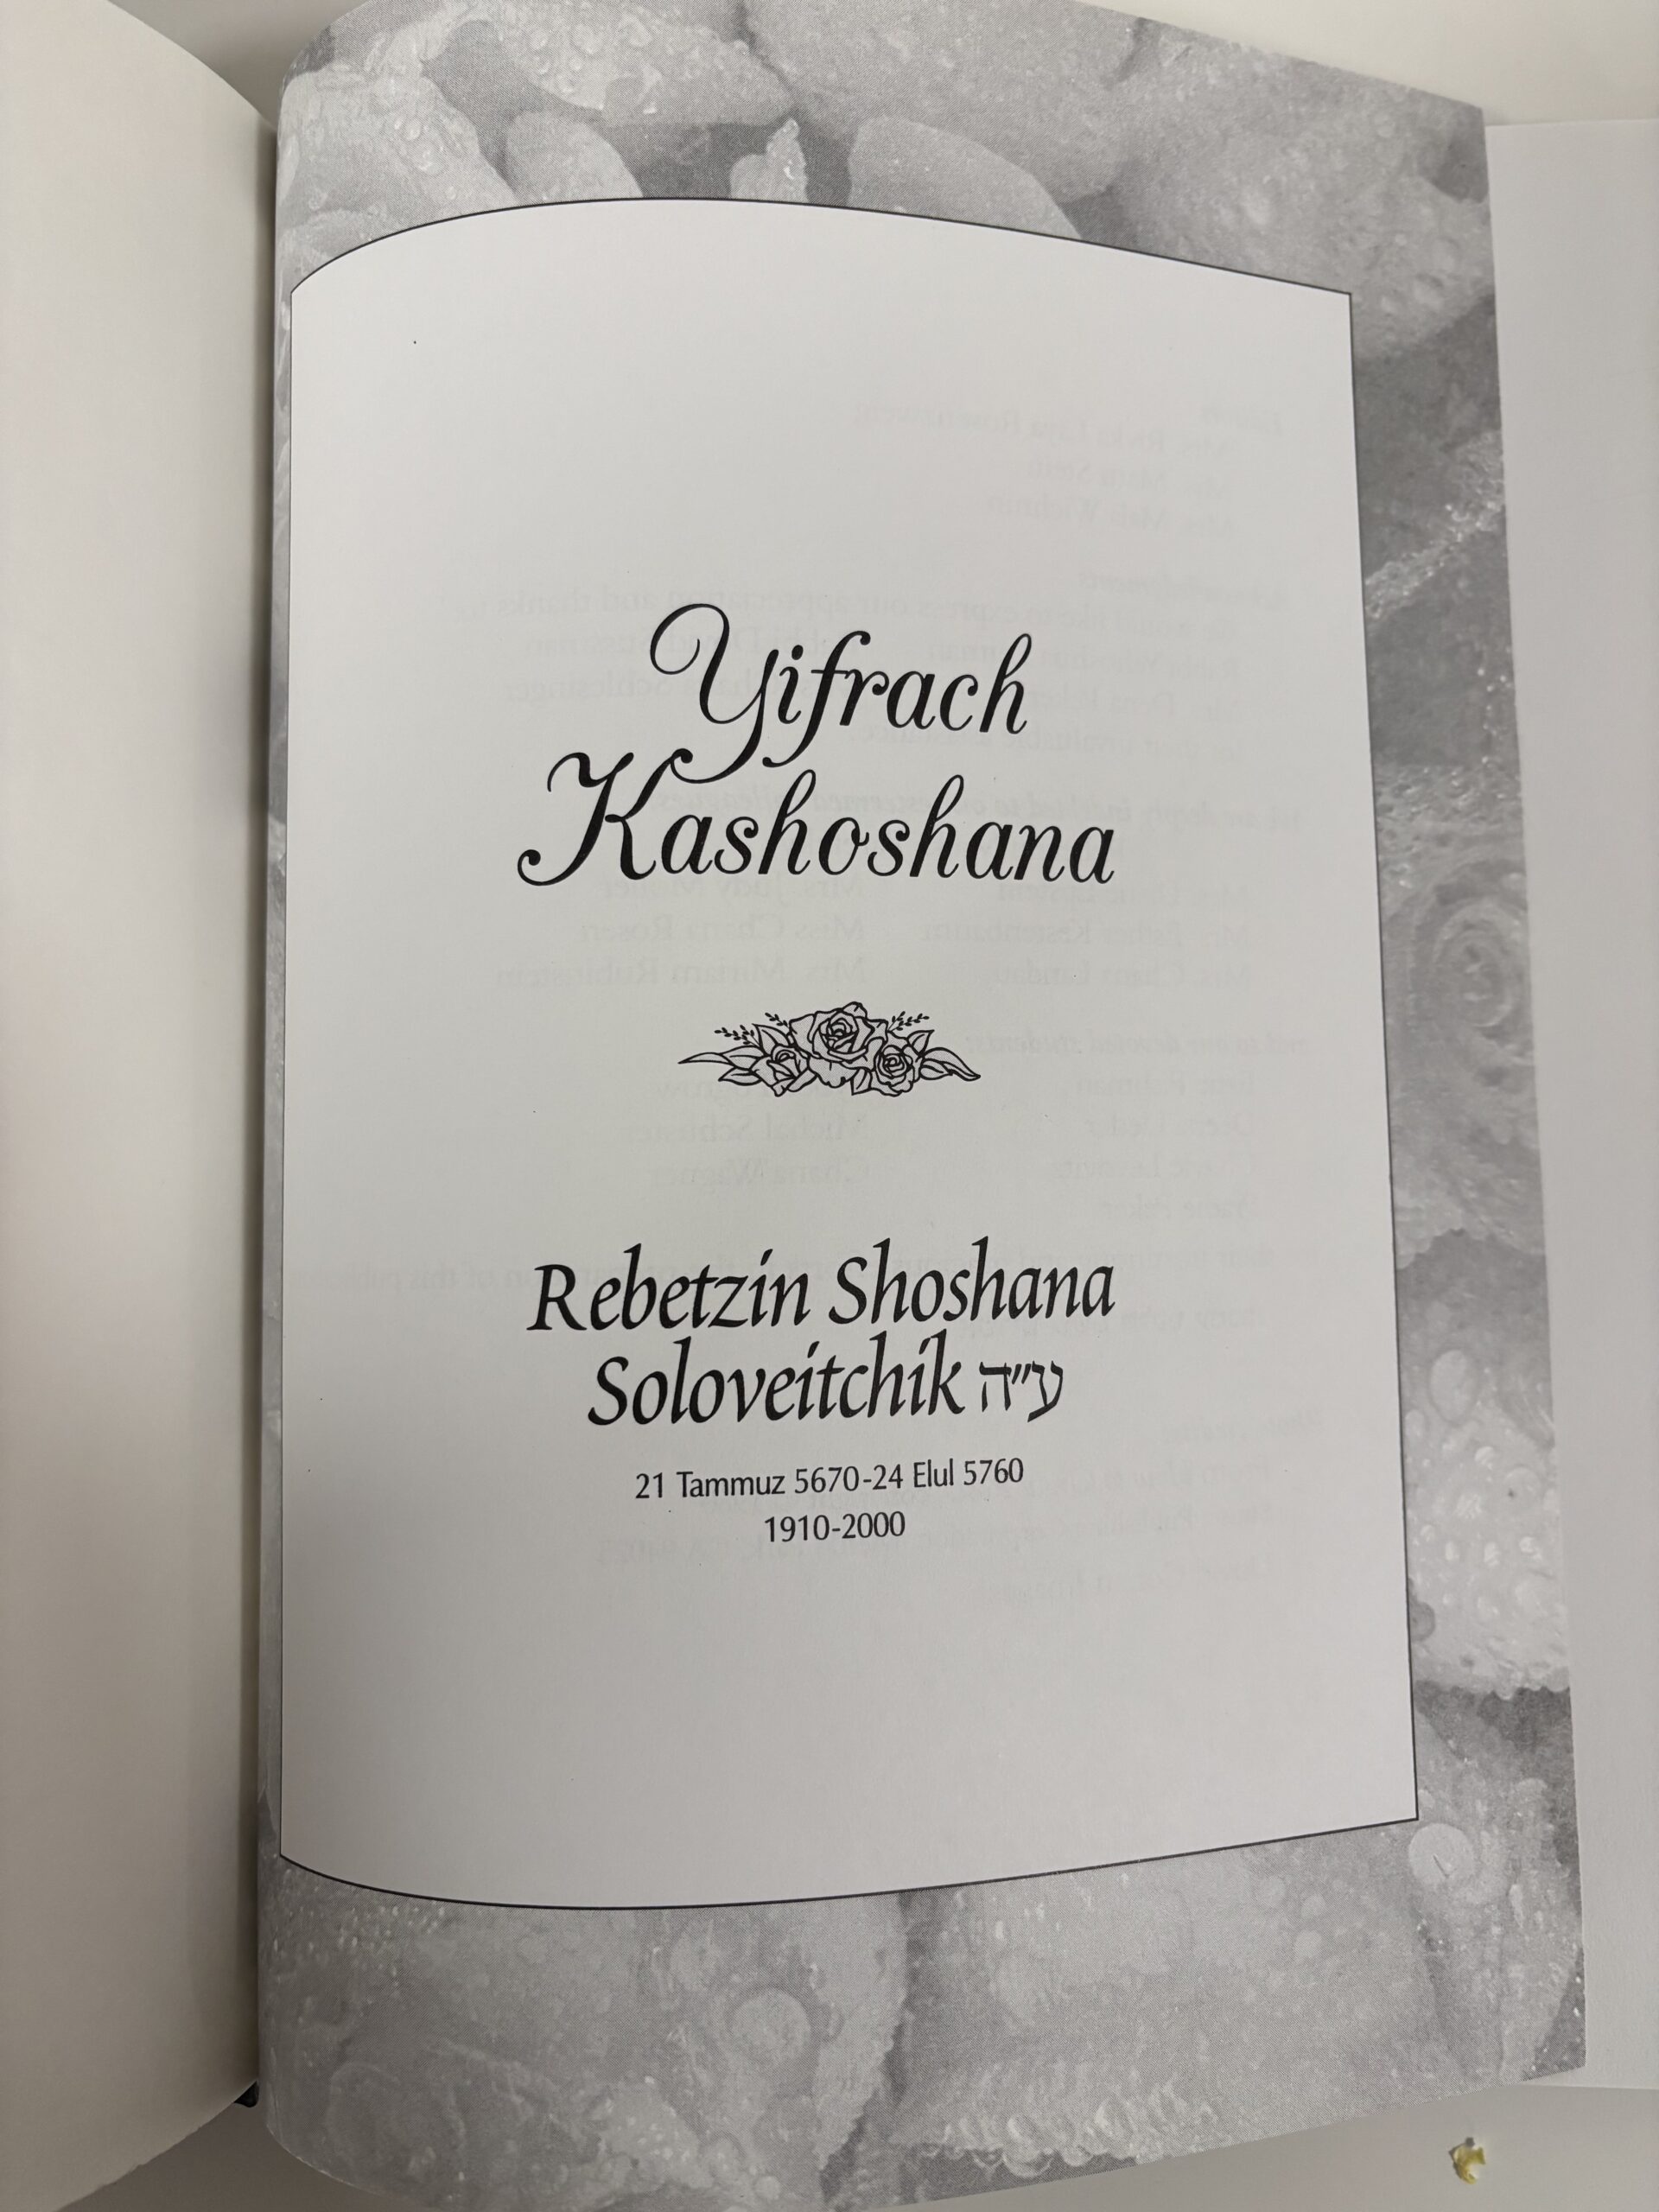 Yifrach
Kashoshana
Rebetzin Shoshana
Soloveitchik ע״ה
21 Tammuz 5670-24 Elul 5760
1910-2000